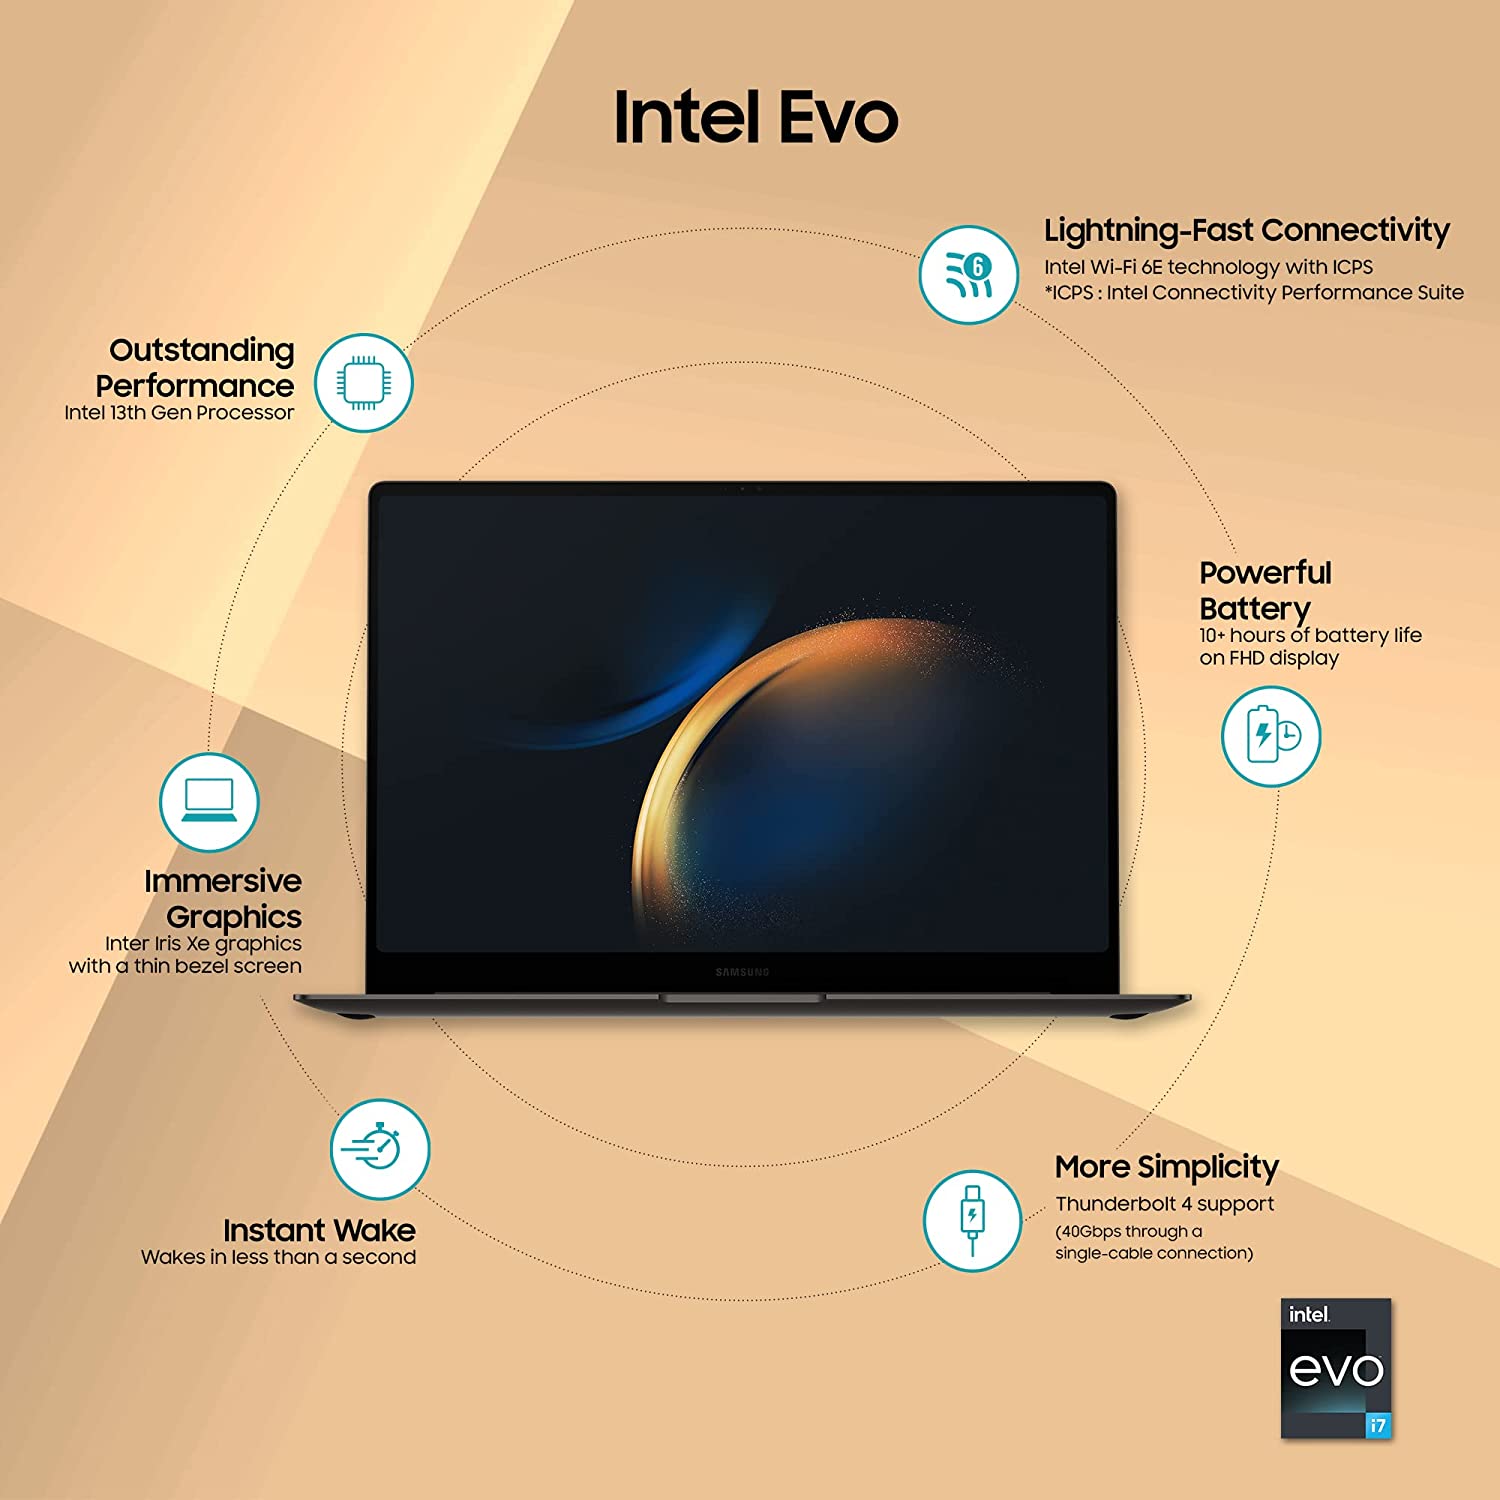 Intel Evo
Lightning-Fast Connectivity
Intel Wi-Fi 6E technology with ICPS
*ICPS : Intel Connectivity Performance Suite
6
Outstanding
Performance
Intel 13th Gen Processor
Powerful
Battery
10+ hours of battery life
on FHD display
Immersive
Graphics
Inter Iris Xe graphics
with a thin bezel screen
SAMSUNG
Instant Wake
Wakes in less than a second
More Simplicity
Thunderbolt 4 support
(40Gbps through a
single-cable connection)
intel.
evo
i7